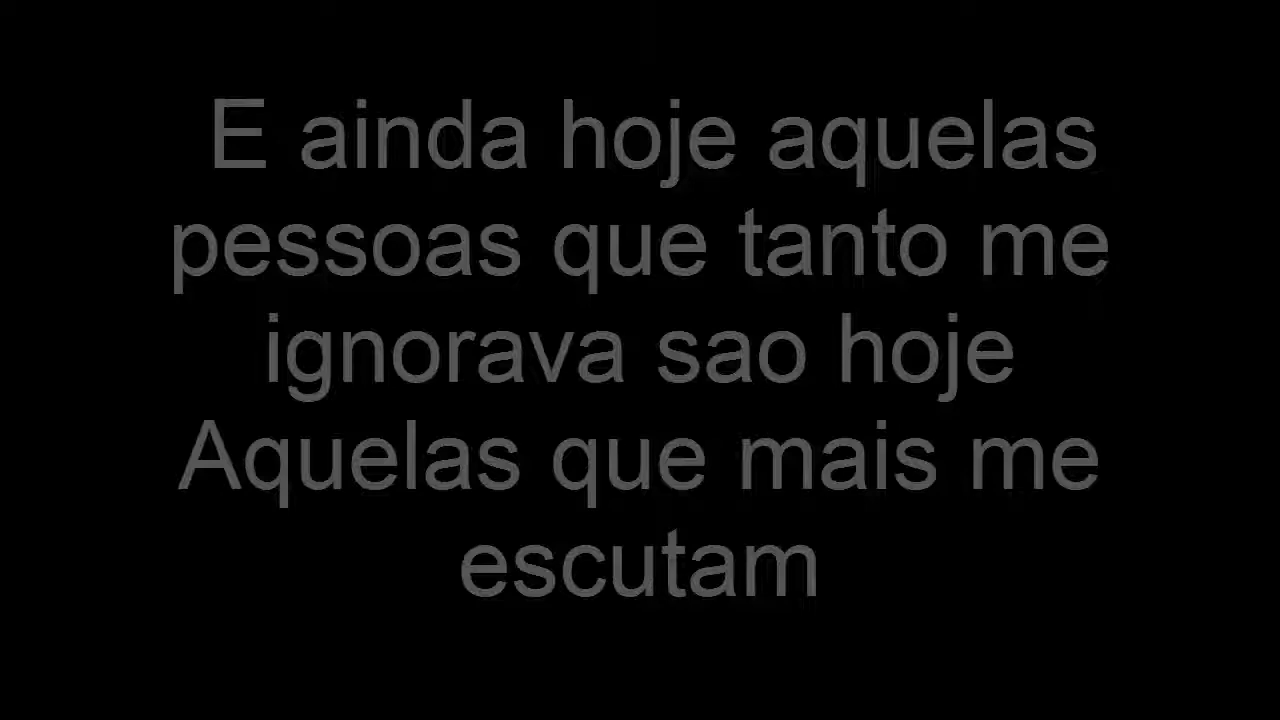 E ainda hoje aquelas
pessoas que tanto me
ignorava sao hoje
Aquelas que mais me
escutam